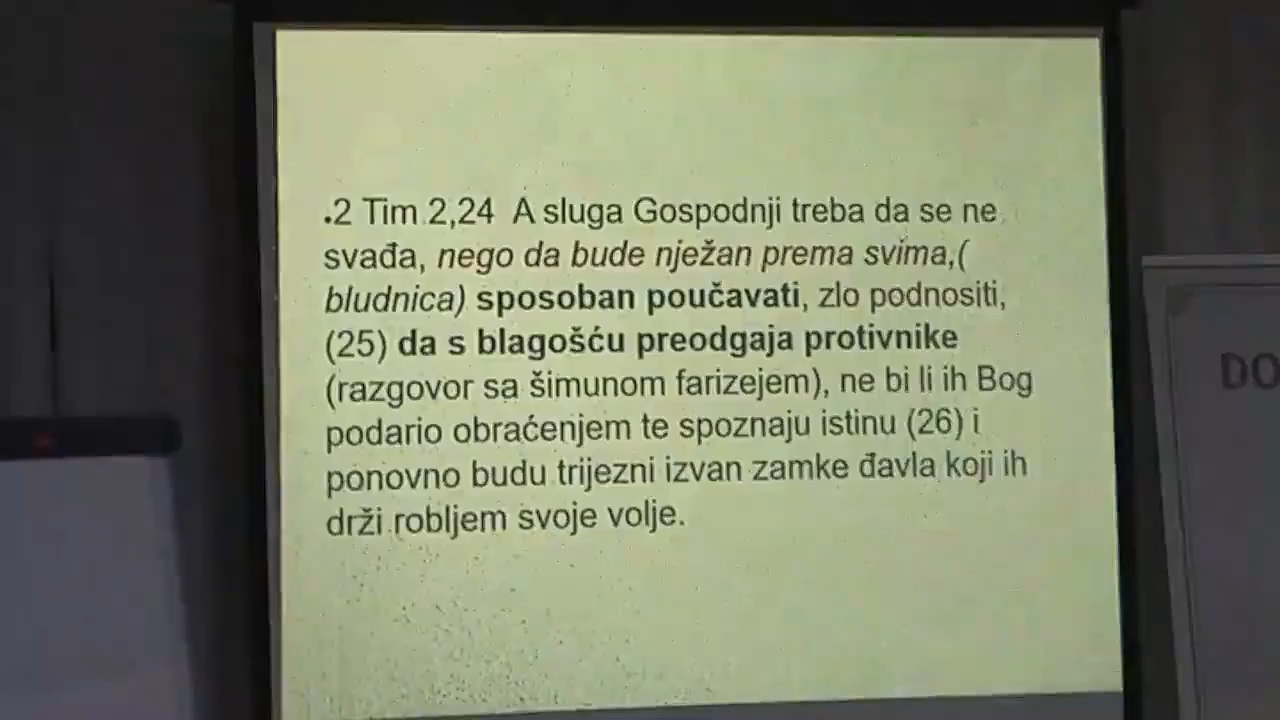 .2 Tim 2,24 A sluga Gospodnji treba da se ne
svađa, nego da bude nježan prema svima,(
bludnica) sposoban poučavati, zlo podnositi,
(25) da s blagošću preodgaja protivnike
(razgovor sa šimunom farizejem), ne bi li ih Bog
podario obraćenjem te spoznaju istinu (26) i
ponovno budu trijezni izvan zamke đavla koji ih
drži robljem svoje volje.
DO